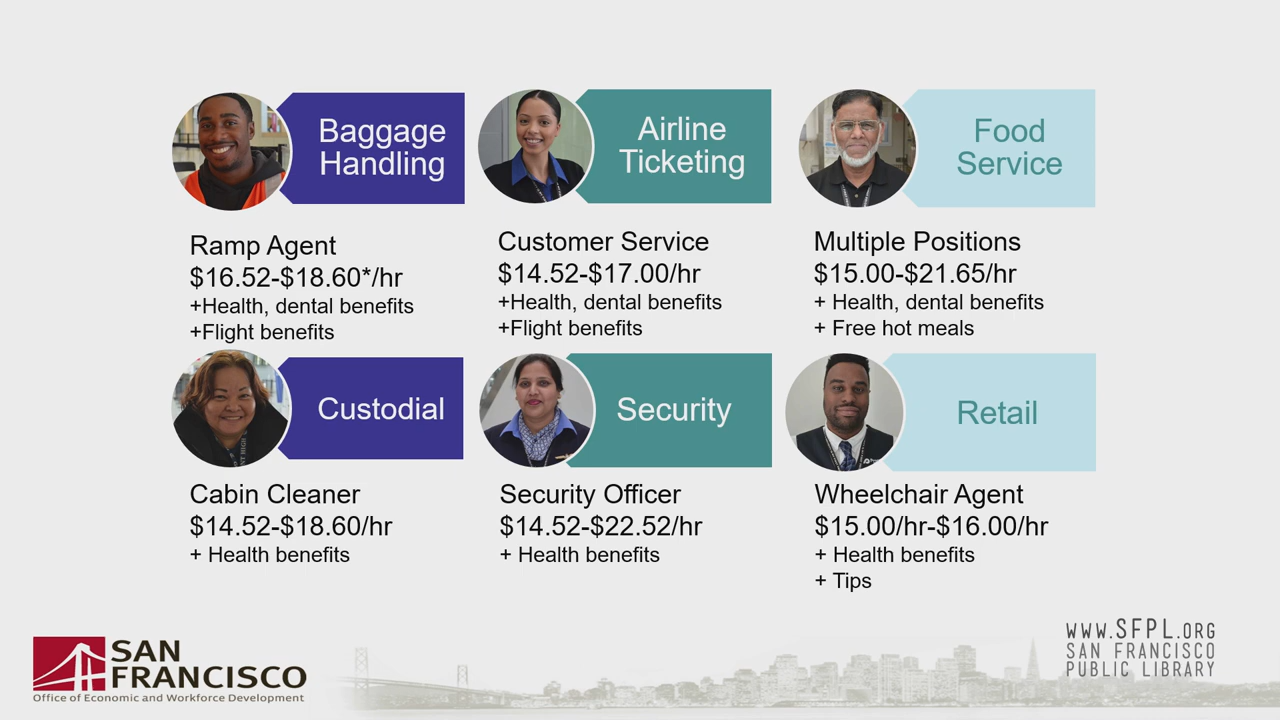 Baggage
Handling
Airline
Ticketing
Food
Service
Ramp Agent
$16.52-$18.60*/hr
+Health, dental benefits
+Flight benefits
Customer Service
$14.52-$17.00/hr
+Health, dental benefits
+Flight benefits
Multiple Positions
$15.00-$21.65/hr
+ Health, dental benefits
+ Free hot meals
Custodial
Security
Retail
Cabin Cleaner
$14.52-$18.60/hr
+ Health benefits
Security Officer
$14.52-$22.52/hr
+ Health benefits
Wheelchair Agent
$15.00/hr-$16.00/hr
+ Health benefits
+ Tips
SAN
FRANCISCO
Office of Economic and Workforce Development
WWW.SFPL.ORG
SAN FRANCISCO
PUBLIC LIBRARY